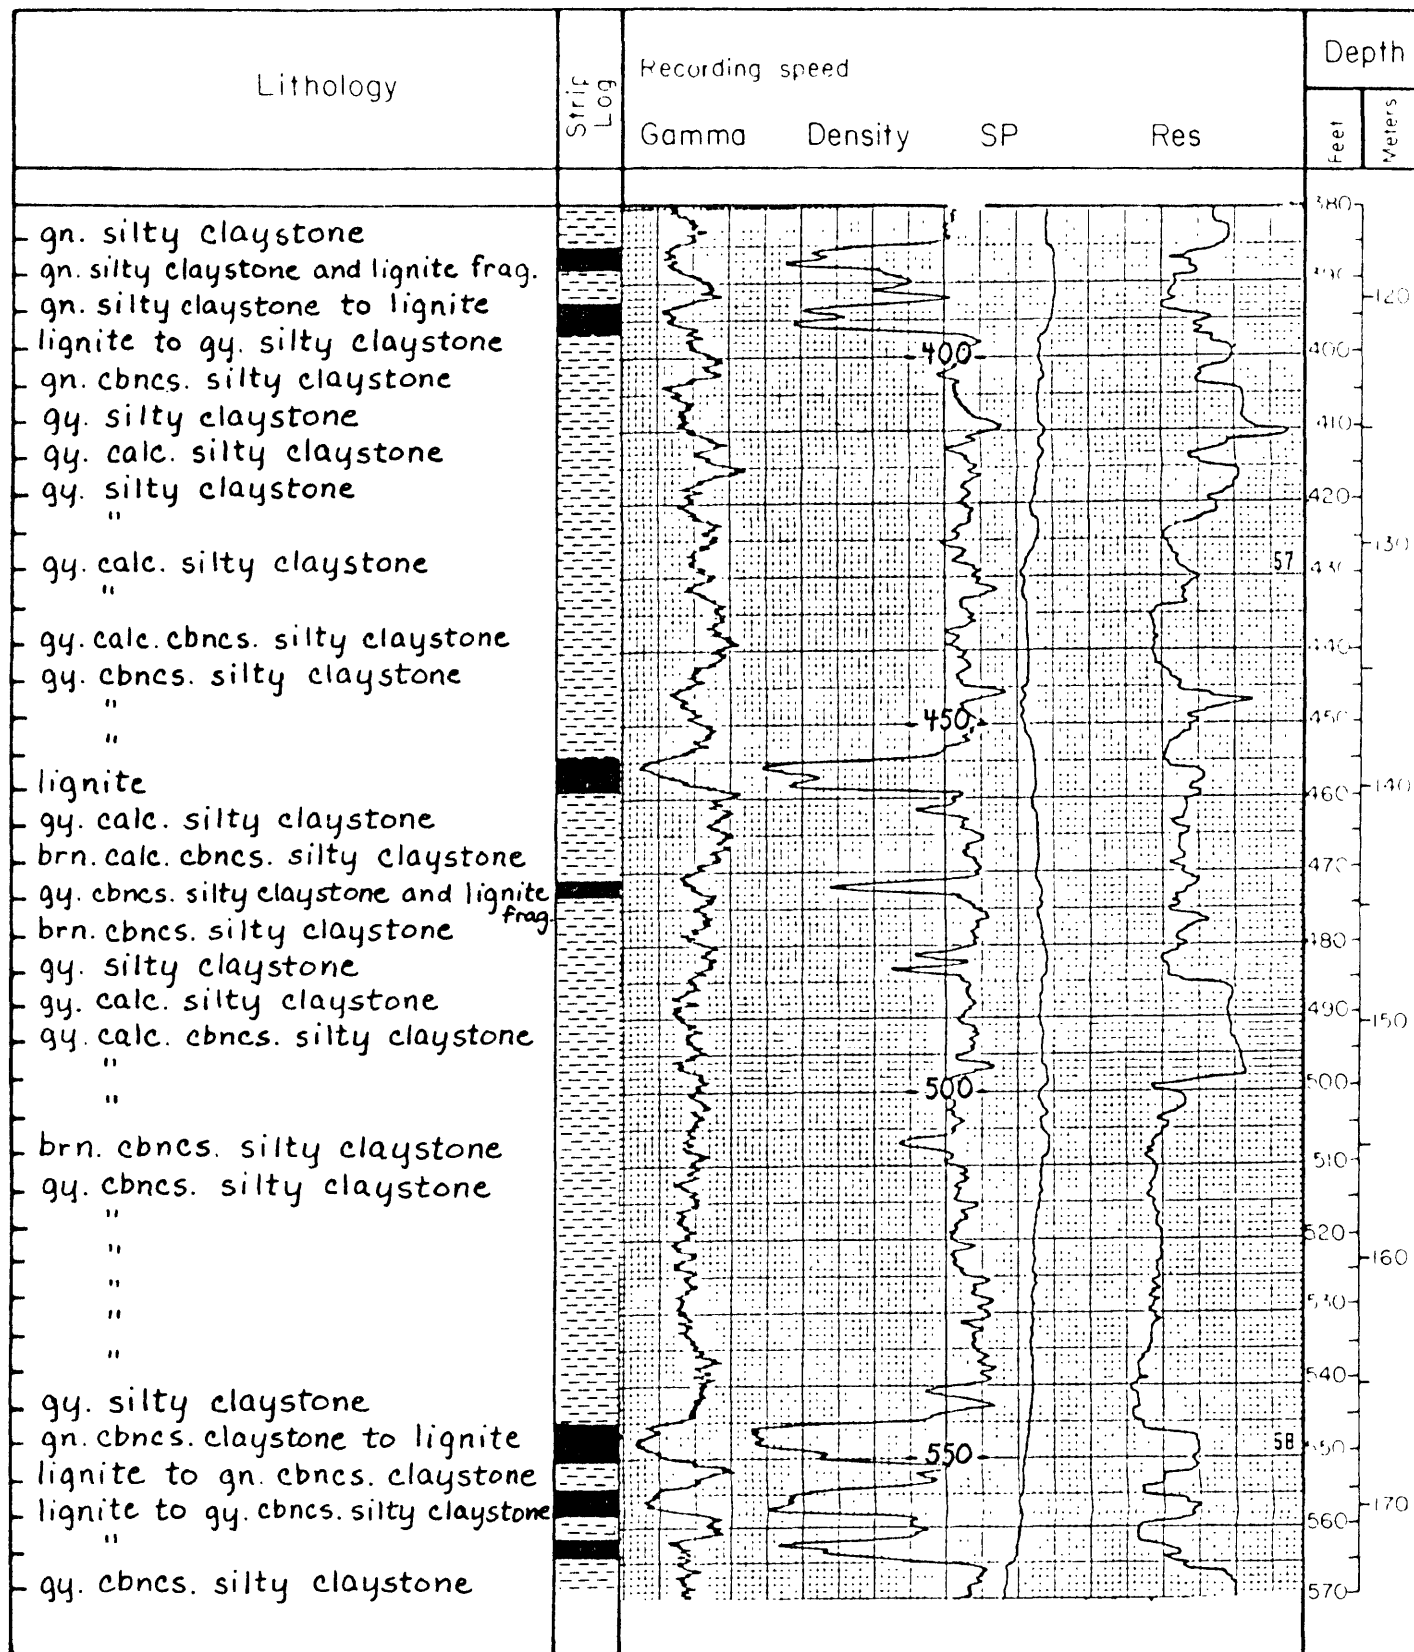 Lithology
Strip Log
Recording speed
Gamma Density SP Res
Depth
Feet
Meters
gn. silty claystone
gn. silty claystone and lignite frag.
gn. silty claystone to lignite
lignite to gy. silty claystone
gn. cbncs. silty claystone
gy. silty claystone
gy. calc. silty claystone
gy. silty claystone
"
gy. calc. silty claystone
"
gy. calc. cbncs. silty claystone
gy. cbncs. silty claystone
"
"
lignite
gy. calc. silty claystone
brn. calc. cbncs. silty claystone
gy. cbncs. silty claystone and lignite
frag.
brn. cbncs. silty claystone
gy. silty claystone
gy. calc. silty claystone
gy. calc. cbncs. silty claystone
"
"
brn. cbncs. silty claystone
gy. cbncs. silty claystone
"
"
"
"
"
gy. silty claystone
gn. cbncs. claystone to lignite
lignite to gn. cbncs. claystone
lignite to gy. cbncs. silty claystone
"
gy. cbncs. silty claystone
400
450
500
550
57
58
380
390
400
410
420
430
440
450
460
470
480
490
500
510
520
530
540
550
560
570
120
130
140
150
160
170